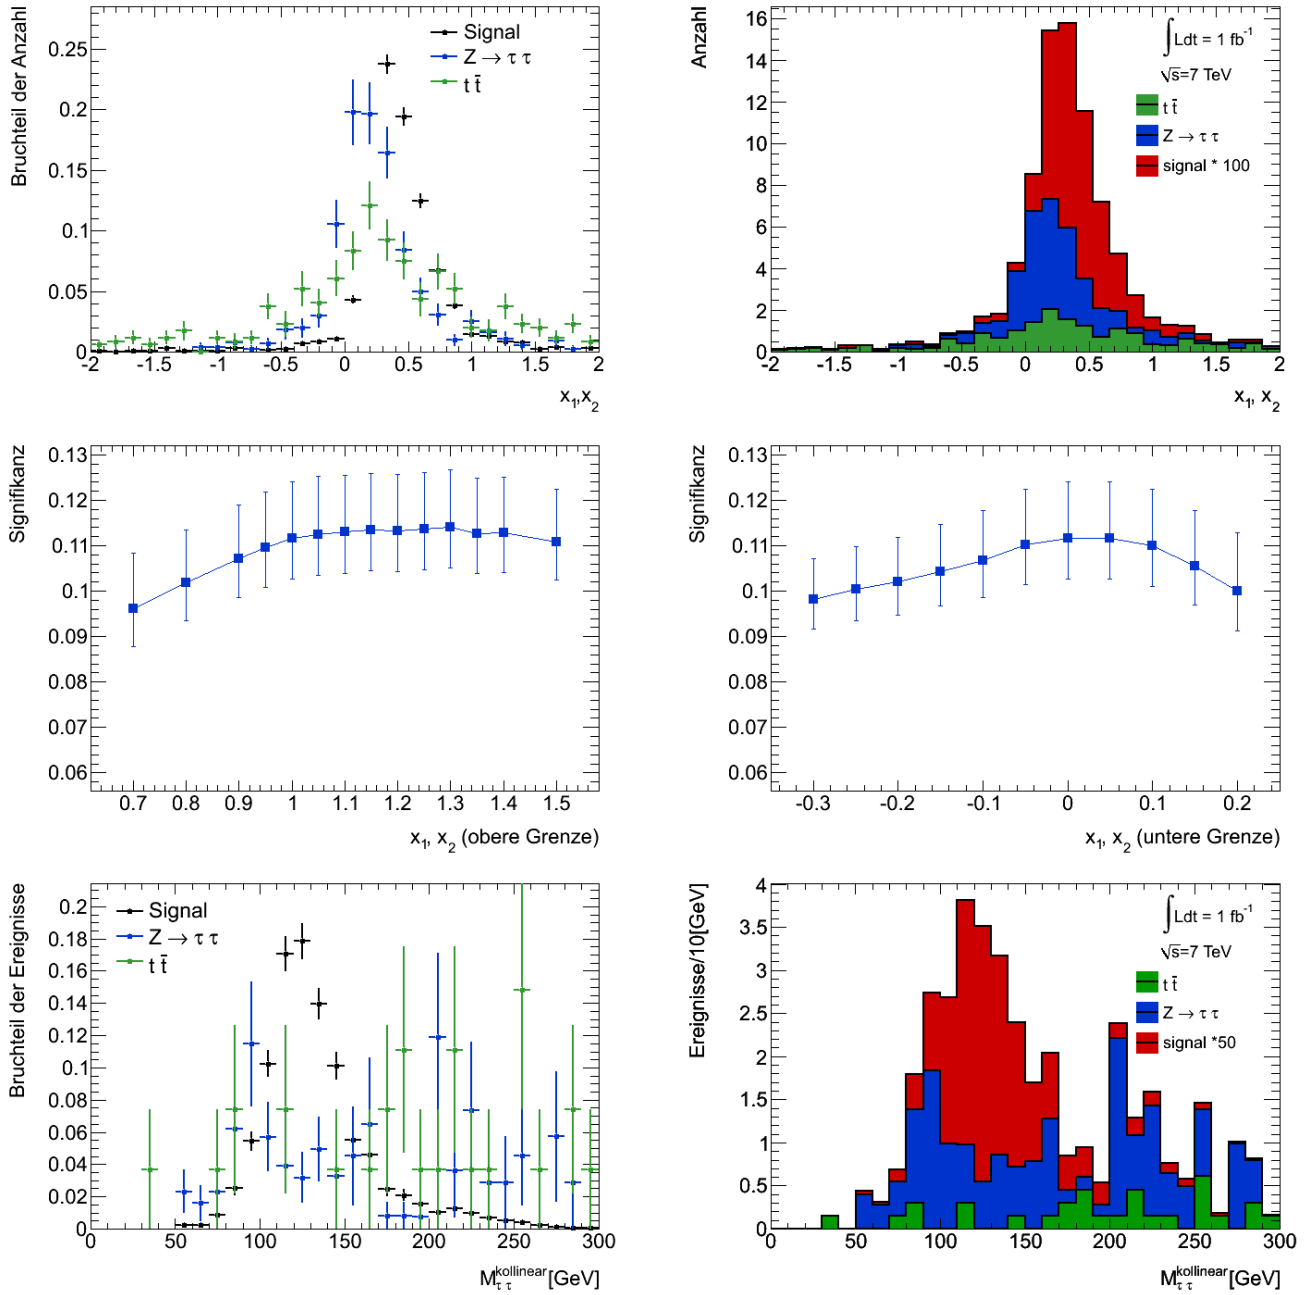 Bruchteil der Anzahl
0.25
0.2
0.15
0.1
0.05
0
-2 -1.5 -1 -0.5 0 0.5 1 1.5 2
x₁,x₂
Signal
Z → τ τ
t t̄
Anzahl
16
14
12
10
8
6
4
2
0
-2 -1.5 -1 -0.5 0 0.5 1 1.5 2
x₁, x₂
∫Ldt = 1 fb⁻¹
√s=7 TeV
t t̄
Z → τ τ
signal * 100
Signifikanz
0.13
0.12
0.11
0.1
0.09
0.08
0.07
0.06
0.7 0.8 0.9 1 1.1 1.2 1.3 1.4 1.5
x₁, x₂ (obere Grenze)
Signifikanz
0.13
0.12
0.11
0.1
0.09
0.08
0.07
0.06
-0.3 -0.2 -0.1 0 0.1 0.2
x₁, x₂ (untere Grenze)
Bruchteil der Ereignisse
0.2
0.18
0.16
0.14
0.12
0.1
0.08
0.06
0.04
0.02
0
0 50 100 150 200 250 300
M_ττ^kollinear[GeV]
Signal
Z → τ τ
t t̄
Ereignisse/10[GeV]
4
3.5
3
2.5
2
1.5
1
0.5
0
0 50 100 150 200 250 300
M_ττ^kollinear[GeV]
∫Ldt = 1 fb⁻¹
√s=7 TeV
t t̄
Z → τ τ
signal *50